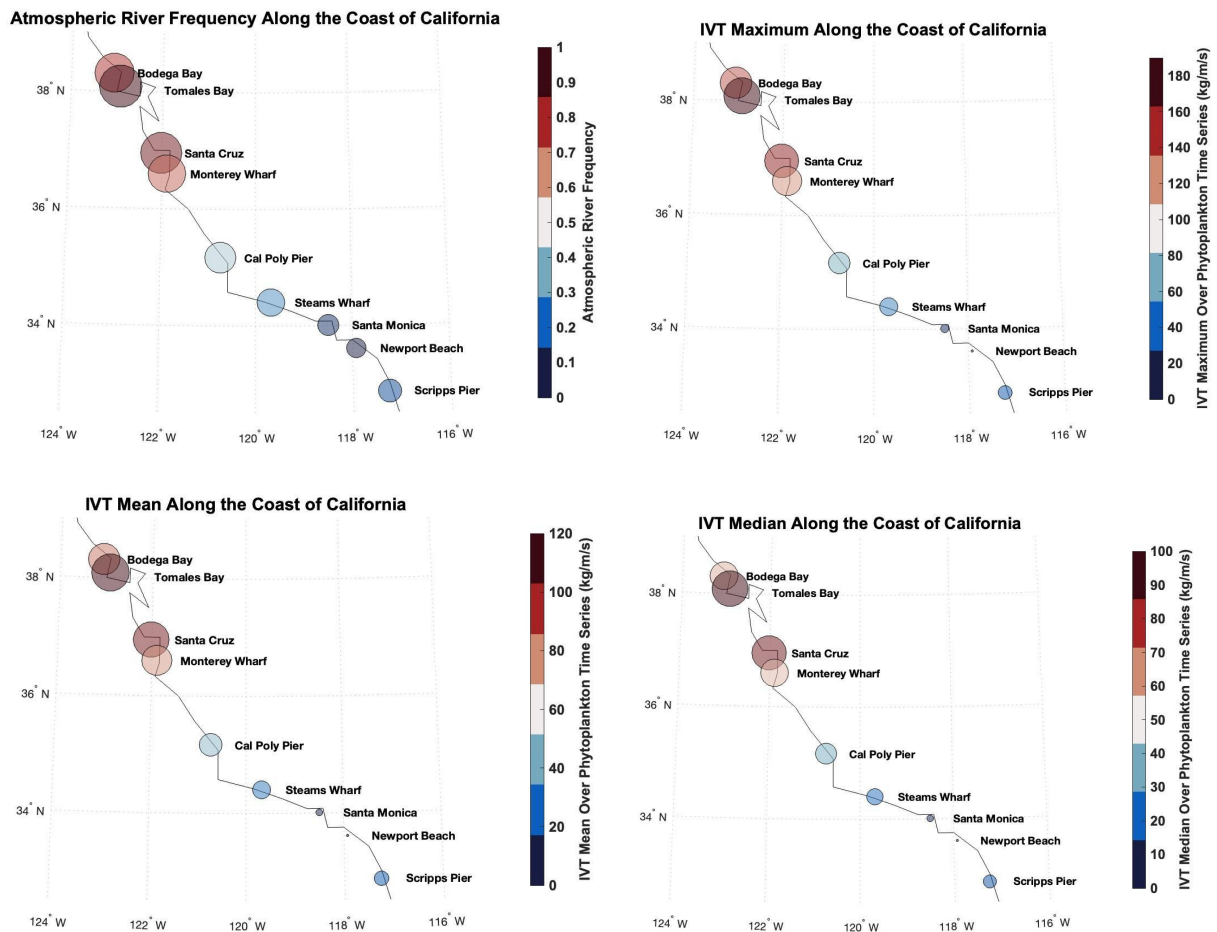 Atmospheric River Frequency Along the Coast of California
Bodega Bay
Tomales Bay
Santa Cruz
Monterey Wharf
Cal Poly Pier
Stearns Wharf
Santa Monica
Newport Beach
Scripps Pier
38° N
36° N
34° N
124° W
122° W
120° W
118° W
116° W
1
0.9
0.8
0.7
0.6
0.5
0.4
0.3
0.2
0.1
0
Atmospheric River Frequency
IVT Maximum Along the Coast of California
Bodega Bay
Tomales Bay
Santa Cruz
Monterey Wharf
Cal Poly Pier
Stearns Wharf
Santa Monica
Newport Beach
Scripps Pier
38° N
36° N
34° N
124° W
122° W
120° W
118° W
116° W
180
160
140
120
100
80
60
40
20
0
IVT Maximum Over Phytoplankton Time Series (kg/m/s)
IVT Mean Along the Coast of California
Bodega Bay
Tomales Bay
Santa Cruz
Monterey Wharf
Cal Poly Pier
Stearns Wharf
Santa Monica
Newport Beach
Scripps Pier
38° N
36° N
34° N
124° W
122° W
120° W
118° W
116° W
120
100
80
60
40
20
0
IVT Mean Over Phytoplankton Time Series (kg/m/s)
IVT Median Along the Coast of California
Bodega Bay
Tomales Bay
Santa Cruz
Monterey Wharf
Cal Poly Pier
Stearns Wharf
Santa Monica
Newport Beach
Scripps Pier
38° N
36° N
34° N
124° W
122° W
120° W
118° W
116° W
100
90
80
70
60
50
40
30
20
10
0
IVT Median Over Phytoplankton Time Series (kg/m/s)